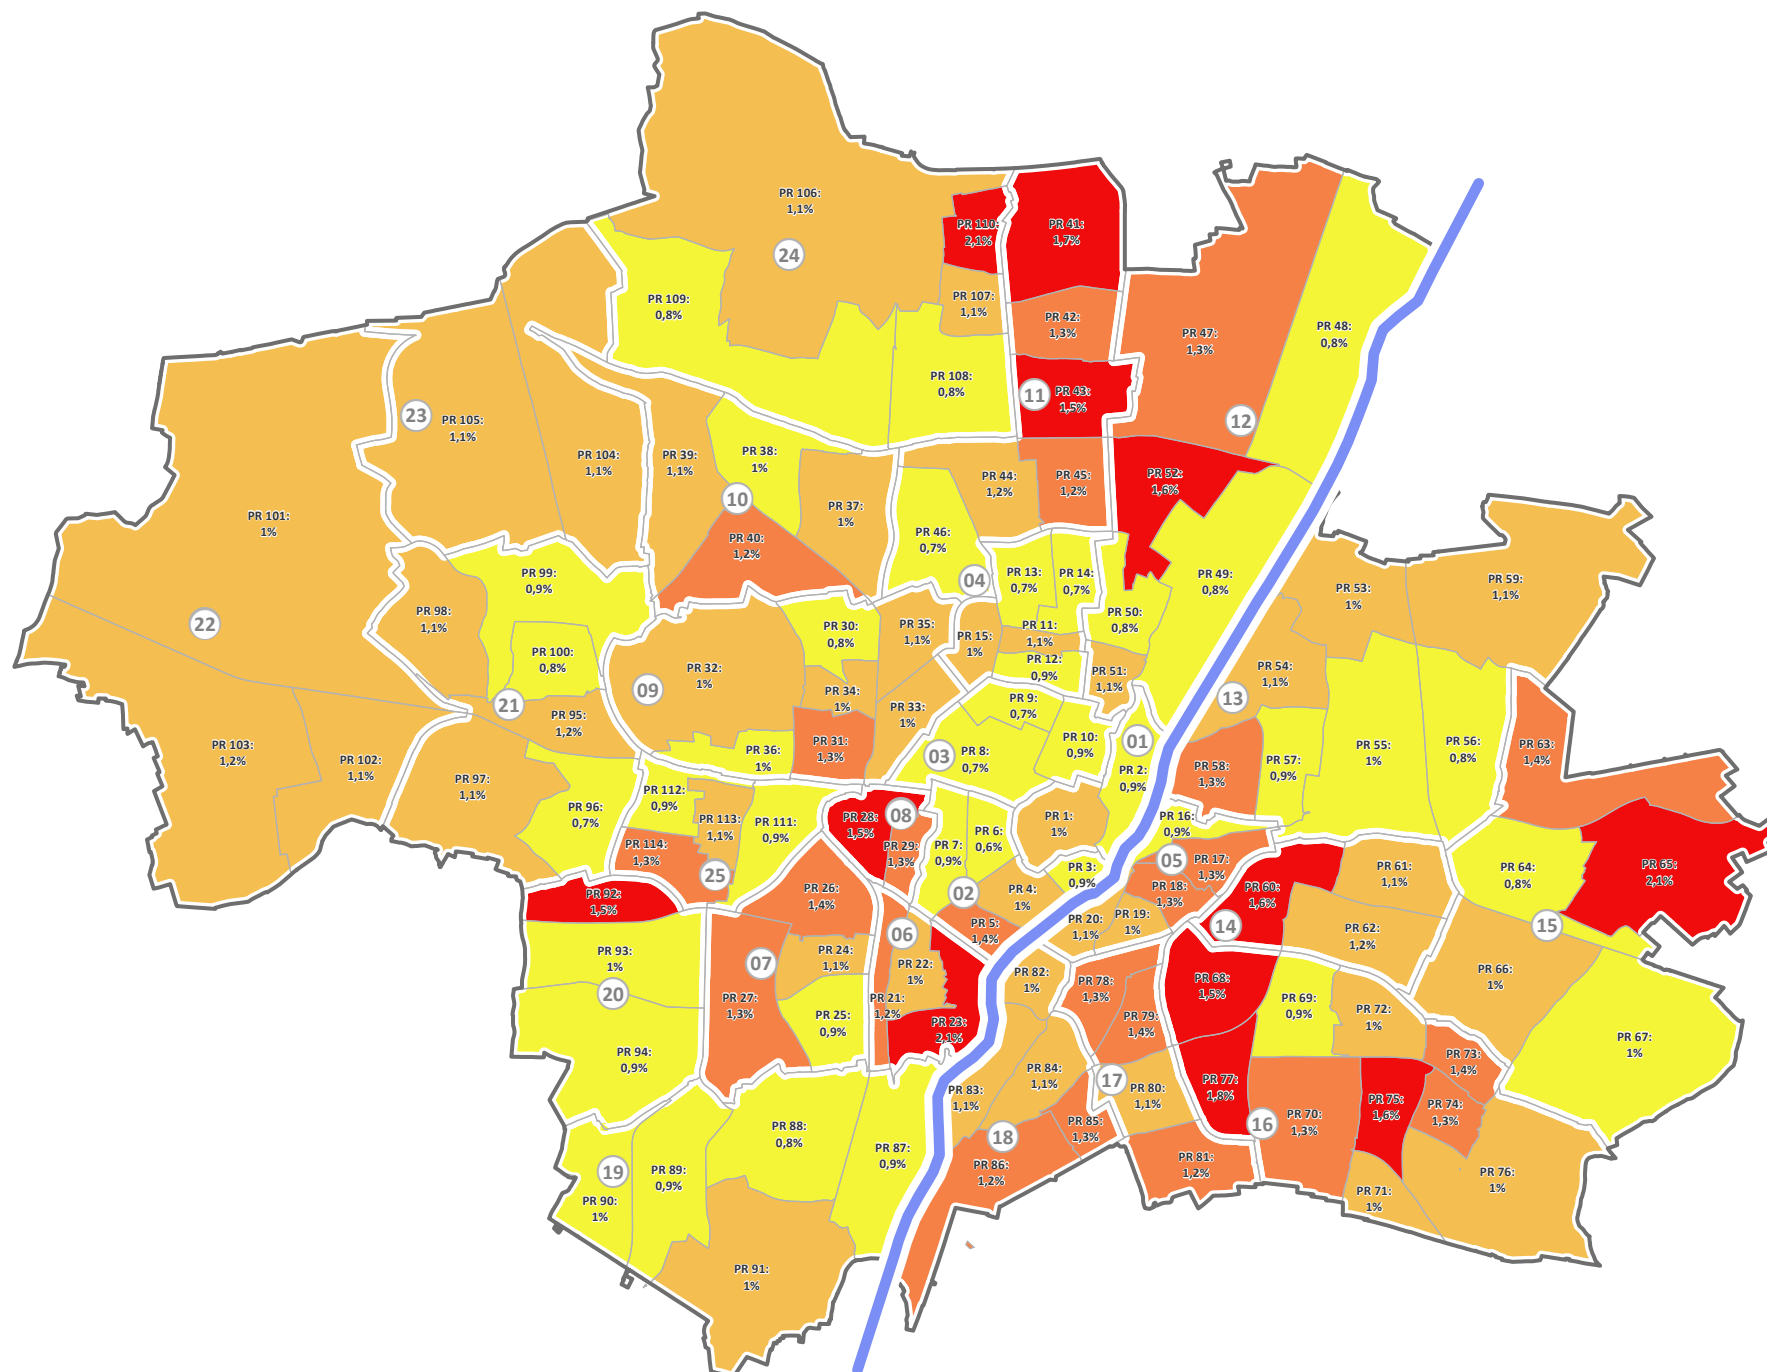 PR 106:
1,1%
24
PR 110:
2,1%
PR 41:
1,7%
PR 109:
0,8%
PR 107:
1,1%
PR 42:
1,3%
PR 47:
1,3%
PR 48:
0,8%
PR 108:
0,8%
11
PR 43:
1,5%
23
PR 105:
1,1%
12
PR 104:
1,1%
PR 39:
1,1%
PR 38:
1%
10
PR 37:
1%
PR 44:
1,2%
PR 45:
1,2%
PR 52:
1,6%
PR 101:
1%
PR 40:
1,2%
PR 46:
0,7%
04
PR 13:
0,7%
PR 14:
0,7%
PR 49:
0,8%
PR 99:
0,9%
PR 53:
1%
PR 59:
1,1%
PR 98:
1,1%
22
PR 100:
0,8%
PR 30:
0,8%
PR 35:
1,1%
PR 15:
1%
PR 11:
1,1%
PR 50:
0,8%
PR 12:
0,9%
PR 51:
1,1%
PR 54:
1,1%
13
PR 32:
1%
09
PR 34:
1%
PR 33:
1%
PR 9:
0,7%
21
PR 95:
1,2%
PR 31:
1,3%
PR 36:
1%
03
PR 8:
0,7%
PR 10:
0,9%
01
PR 2:
0,9%
PR 58:
1,3%
PR 57:
0,9%
PR 55:
1%
PR 56:
0,8%
PR 63:
1,4%
PR 103:
1,2%
PR 102:
1,1%
PR 97:
1,1%
PR 96:
0,7%
PR 112:
0,9%
PR 113:
1,1%
PR 111:
0,9%
PR 28:
1,5%
08
PR 29:
1,3%
PR 7:
0,9%
PR 6:
0,6%
PR 1:
1%
PR 16:
0,9%
05
PR 17:
1,3%
PR 114:
1,3%
25
PR 3:
0,9%
PR 18:
1,3%
PR 60:
1,6%
PR 61:
1,1%
PR 64:
0,8%
PR 65:
2,1%
PR 92:
1,5%
PR 26:
1,4%
02
PR 4:
1%
PR 5:
1,4%
PR 20:
1,1%
PR 19:
1%
14
PR 62:
1,2%
15
PR 93:
1%
20
07
PR 24:
1,1%
06
PR 22:
1%
PR 82:
1%
PR 78:
1,3%
PR 68:
1,5%
PR 66:
1%
PR 27:
1,3%
PR 25:
0,9%
PR 21:
1,2%
PR 23:
2,1%
PR 79:
1,4%
PR 69:
0,9%
PR 72:
1%
PR 94:
0,9%
PR 84:
1,1%
17
PR 80:
1,1%
PR 77:
1,8%
PR 73:
1,4%
PR 67:
1%
PR 83:
1,1%
PR 75:
1,6%
PR 74:
1,3%
PR 88:
0,8%
PR 87:
0,9%
18
PR 85:
1,3%
16
PR 70:
1,3%
19
PR 89:
0,9%
PR 86:
1,2%
PR 81:
1,2%
PR 76:
1%
PR 90:
1%
PR 71:
1%
PR 91:
1%